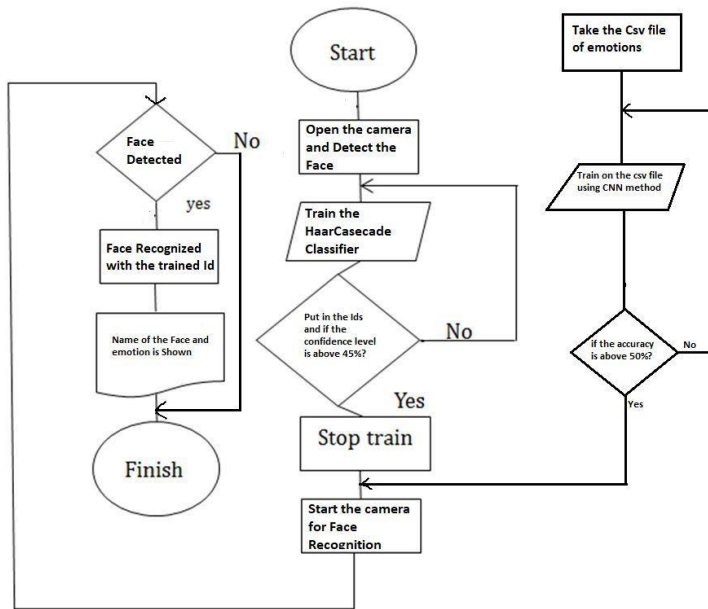 Start
Open the camera
and Detect the
Face
Train the
HaarCasecade
Classifier
Put in the Ids
and if the
confidence level
is above 45%?
No
Yes
Stop train
Start the camera
for Face
Recognition
Take the Csv file
of emotions
Train on the csv file
using CNN method
if the accuracy
is above 50%?
No
Yes
Face
Detected
No
yes
Face Recognized
with the trained Id
Name of the Face and
emotion is Shown
Finish